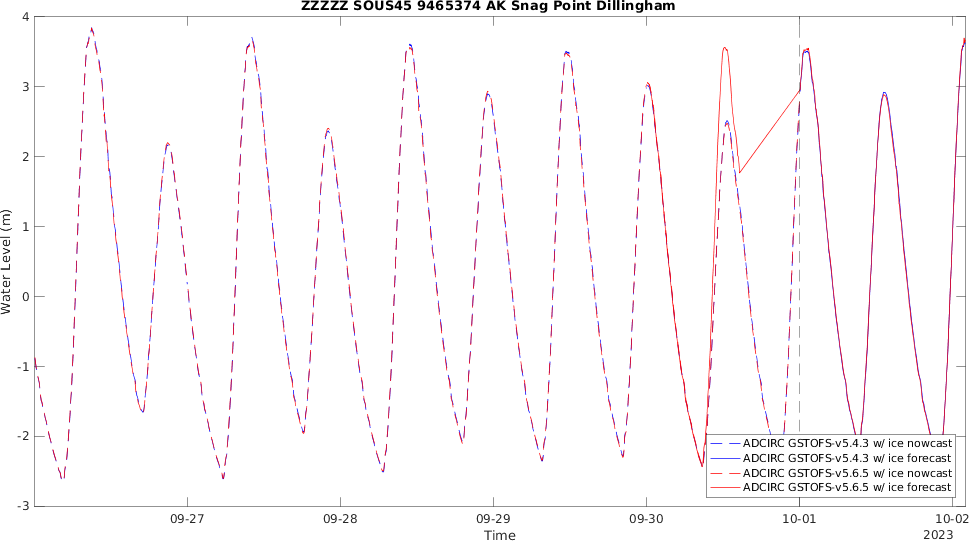 ZZZZZ SOUS45 9465374 AK Snag Point Dillingham
4
3
2
1
0
-1
-2
-3
Water Level (m)
09-27
09-28
09-29
09-30
10-01
10-02
Time
2023
ADCIRC GSTOFS-v5.4.3 w/ ice nowcast
ADCIRC GSTOFS-v5.4.3 w/ ice forecast
ADCIRC GSTOFS-v5.6.5 w/ ice nowcast
ADCIRC GSTOFS-v5.6.5 w/ ice forecast